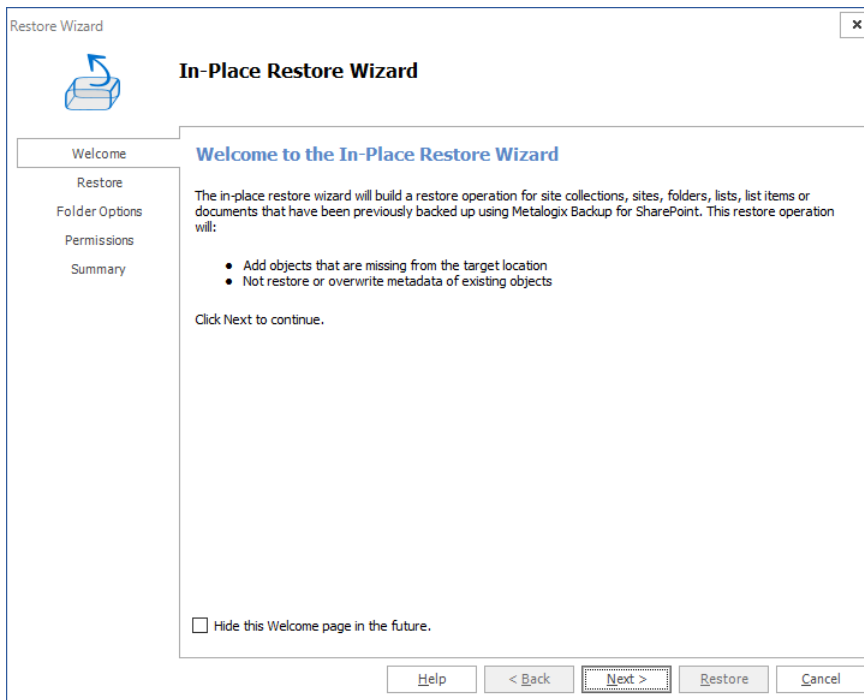 Restore Wizard
In-Place Restore Wizard
Welcome
Restore
Folder Options
Permissions
Summary
Welcome to the In-Place Restore Wizard
The in-place restore wizard will build a restore operation for site collections, sites, folders, lists, list items or
documents that have been previously backed up using Metalogix Backup for SharePoint. This restore operation
will:
● Add objects that are missing from the target location
● Not restore or overwrite metadata of existing objects
Click Next to continue.
Hide this Welcome page in the future.
Help
< Back
Next >
Restore
Cancel